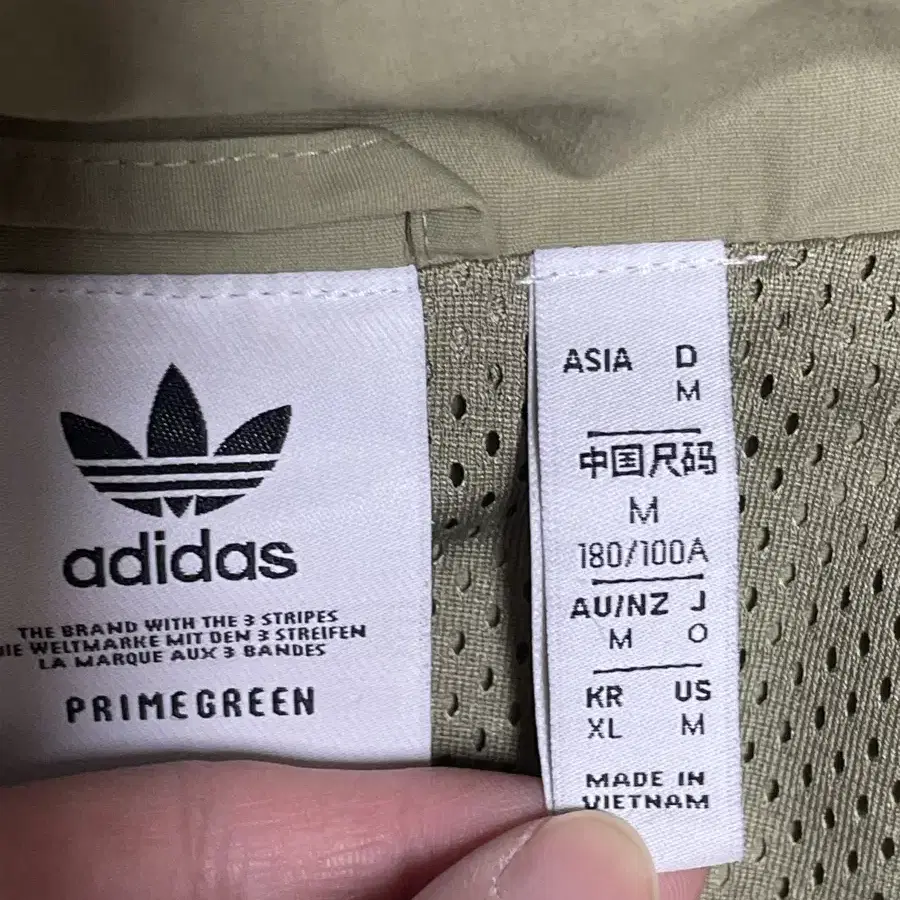 adidas
THE BRAND WITH THE 3 STRIPES
DIE WELTMARKE MIT DEN 3 STREIFEN
LA MARQUE AUX 3 BANDES
PRIMEGREEN
ASIA D
M
中国尺码
M
180/100A
AU/NZ J
M O
KR US
XL M
MADE IN
VIETNAM